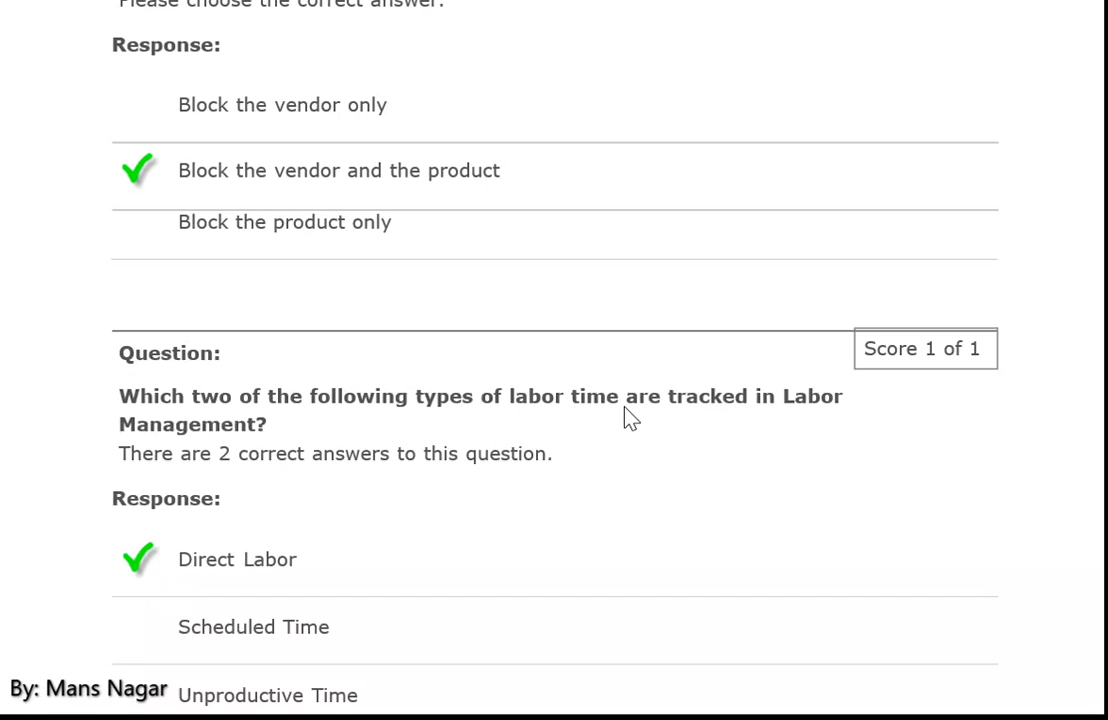 Please choose the correct answer.
Response:
Block the vendor only
Block the vendor and the product
Block the product only
Score 1 of 1
Question:
Which two of the following types of labor time are tracked in Labor
Management?
There are 2 correct answers to this question.
Response:
Direct Labor
Scheduled Time
By: Mans Nagar
Unproductive Time